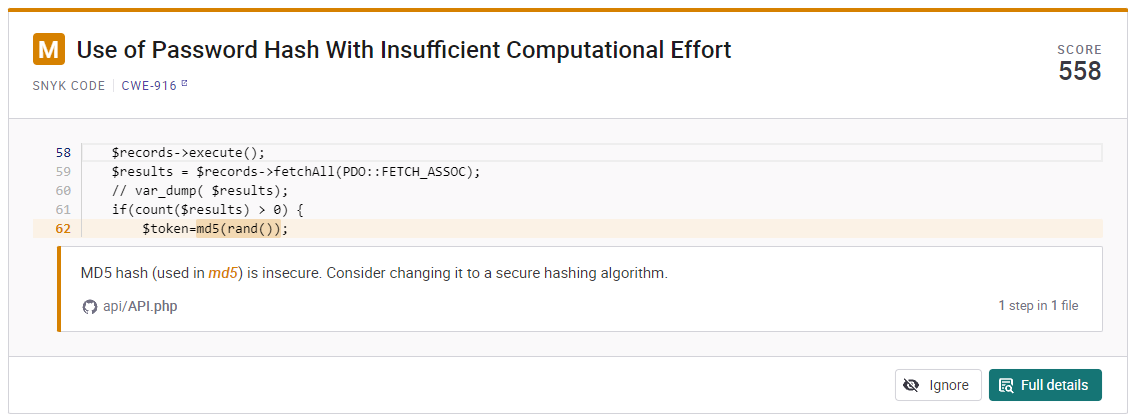 M Use of Password Hash With Insufficient Computational Effort
SCORE
558
SNYK CODE | CWE-916
58 $records->execute();
59 $results = $records->fetchAll(PDO::FETCH_ASSOC);
60 // var_dump( $results);
61 if(count($results) > 0) {
62 $token=md5(rand());
MD5 hash (used in md5) is insecure. Consider changing it to a secure hashing algorithm.
api/API.php 1 step in 1 file
Ignore Full details